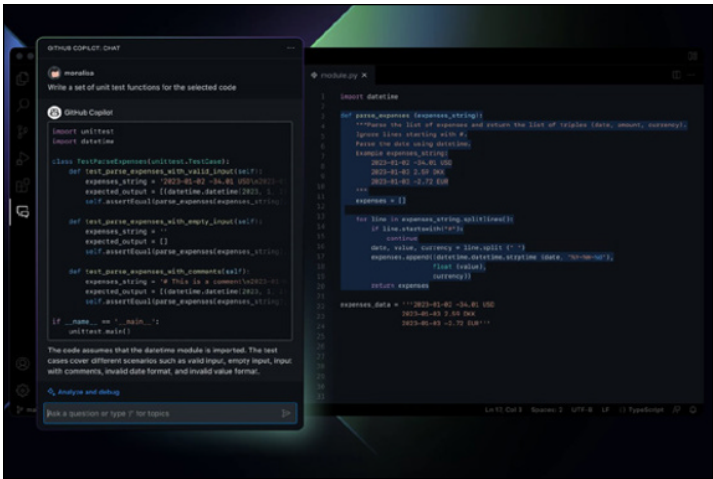 GITHUB COPILOT: CHAT
monalisa
Write a set of unit test functions for the selected code
GitHub Copilot
import unittest
import datetime
class TestParseExpenses(unittest.TestCase):
def test_parse_expenses_with_valid_input(self):
expenses_string = '2023-01-02 -34.01 USD\n2023-0
expected_output = [(datetime.datetime(2023, 1, 2
self.assertEqual(parse_expenses(expenses_string)
def test_parse_expenses_with_empty_input(self):
expenses_string = ''
expected_output = []
self.assertEqual(parse_expenses(expenses_string)
def test_parse_expenses_with_comments(self):
expenses_string = '# This is a comment\n2023-0
expected_output = [(datetime.datetime(2023, 1,
self.assertEqual(parse_expenses(expenses_string
if __name__ == '__main__':
unittest.main()
The code assumes that the datetime module is imported. The test
cases cover different scenarios such as valid input, empty input, input
with comments, invalid date format, and invalid value format.
Analyze and debug
Ask a question or type '/' for topics
module.py
import datetime
def parse_expenses (expenses_string):
"""Parse the list of expenses and return the list of triples (date, amount, currency).
Ignore lines starting with #.
Parse the date using datetime.
Example expenses_string:
2023-01-02 -34.01 USD
2023-01-03 2.59 DKK
2023-01-03 -2.72 EUR
"""
expenses = []
for line in expenses_string.splitlines():
if line.startswith("#"):
continue
date, value, currency = line.split (" ")
expenses.append((datetime.datetime.strptime (date, "%Y-%m-%d"),
float (value),
currency))
return expenses
expenses_data = '''2023-01-02 -34.01 USD
2023-01-03 2.59 DKK
2023-01-03 -2.72 EUR'''
Ln 17, Col 3 Spaces: 2 UTF-8 LF TypeScript